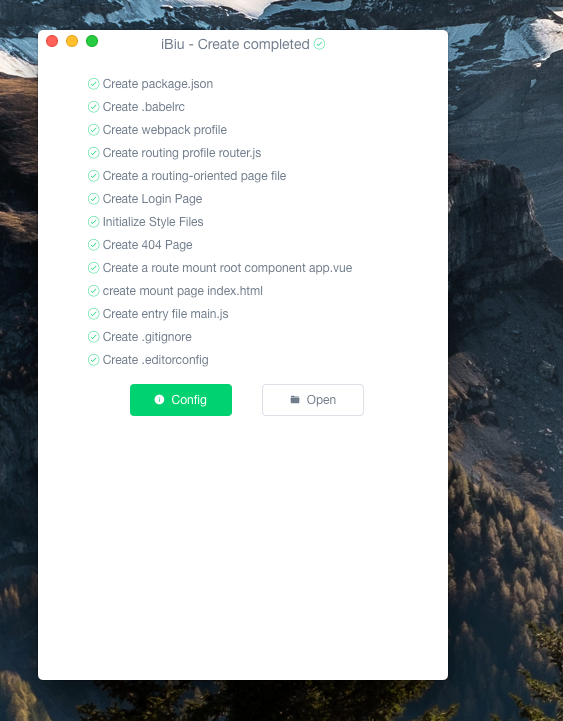 iBiu - Create completed
Create package.json
Create .babelrc
Create webpack profile
Create routing profile router.js
Create a routing-oriented page file
Create Login Page
Initialize Style Files
Create 404 Page
Create a route mount root component app.vue
create mount page index.html
Create entry file main.js
Create .gitignore
Create .editorconfig
Config
Open